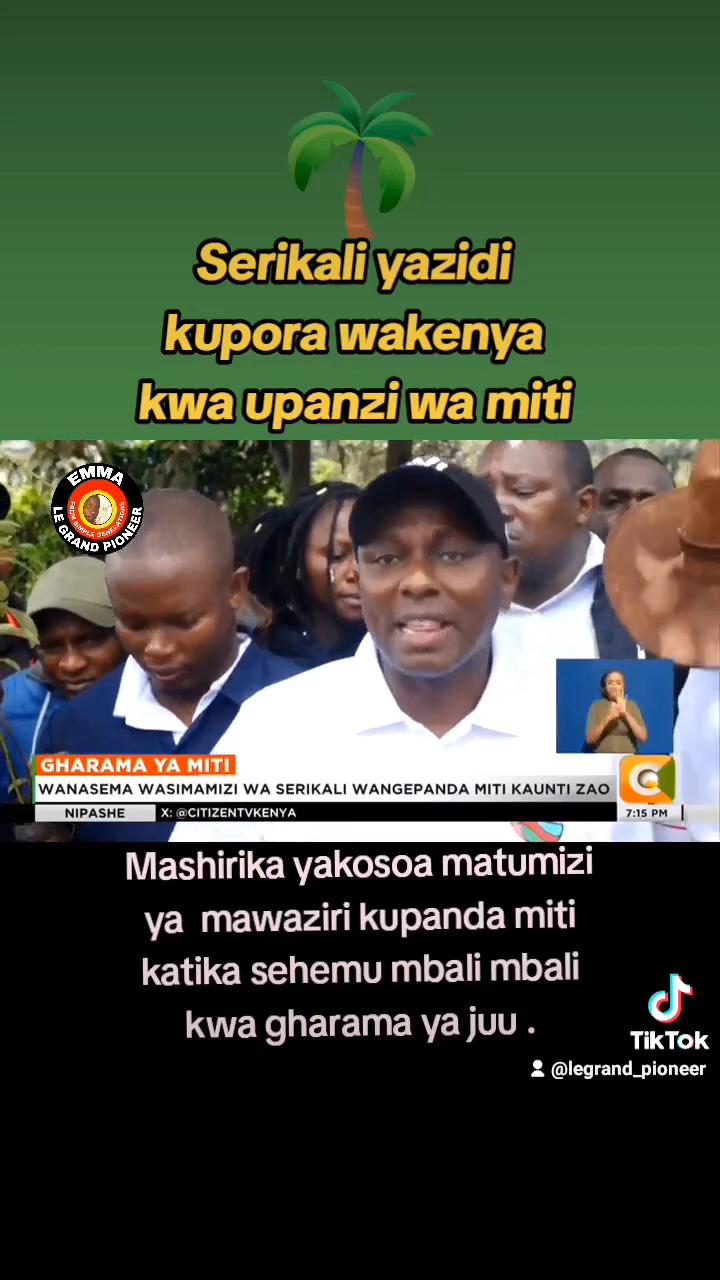 Serikali yazidi
kupora wakenya
kwa upanzi wa miti
EMMA
LE GRAND PIONEER
GHARAMA YA MITI
WANASEMA WASIMAMIZI WA SERIKALI WANGEPANDA MITI KAUNTI ZAO
NIPASHE
X: @CITIZENTVKENYA
7:15 PM
Mashirika yakosoa matumizi
ya mawaziri kupanda miti
katika sehemu mbali mbali
kwa gharama ya juu .
TikTok
@legrand_pioneer